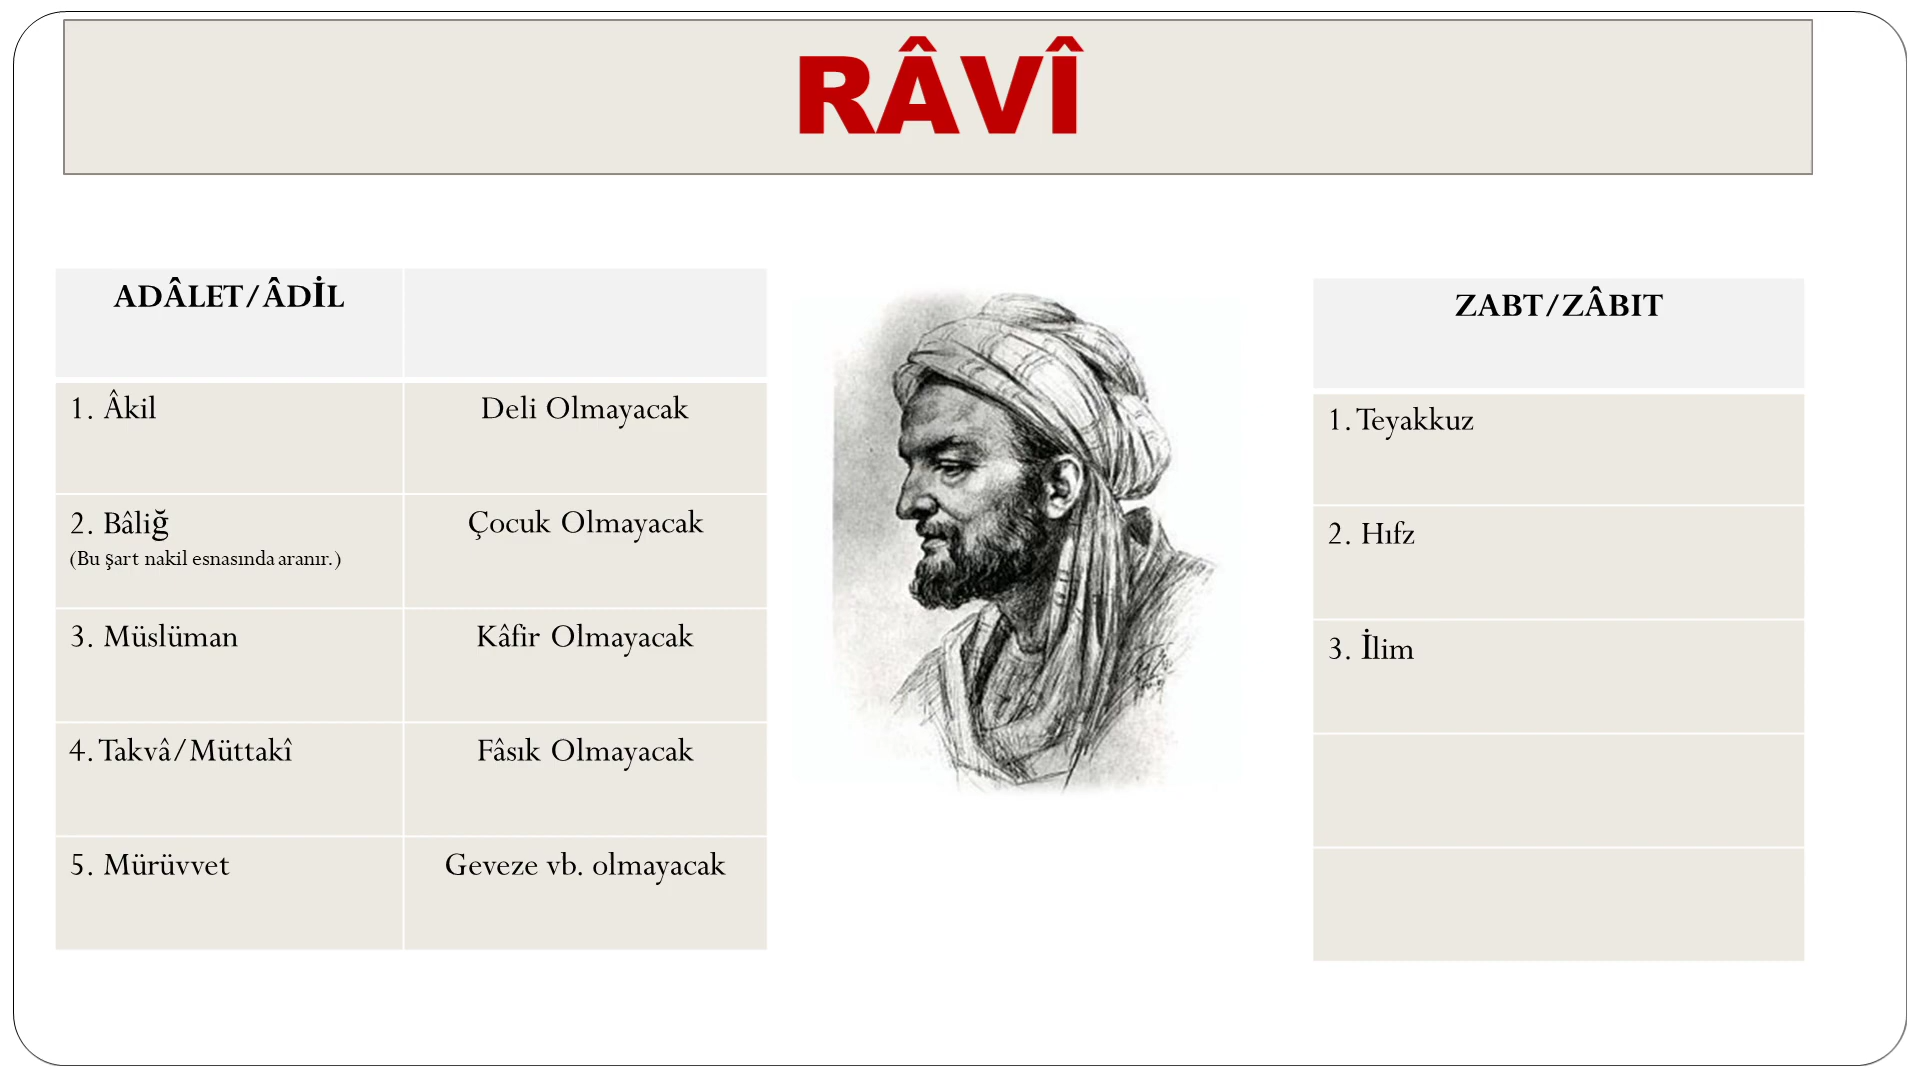 RÂVÎ
ADÂLET/ÂDİL
1. Âkil
Deli Olmayacak
2. Bâliğ
(Bu şart nakil esnasında aranır.)
Çocuk Olmayacak
3. Müslüman
Kâfir Olmayacak
4. Takvâ/Müttakî
Fâsık Olmayacak
5. Mürüvvet
Geveze vb. olmayacak
ZABT/ZÂBIT
1. Teyakkuz
2. Hıfz
3. İlim